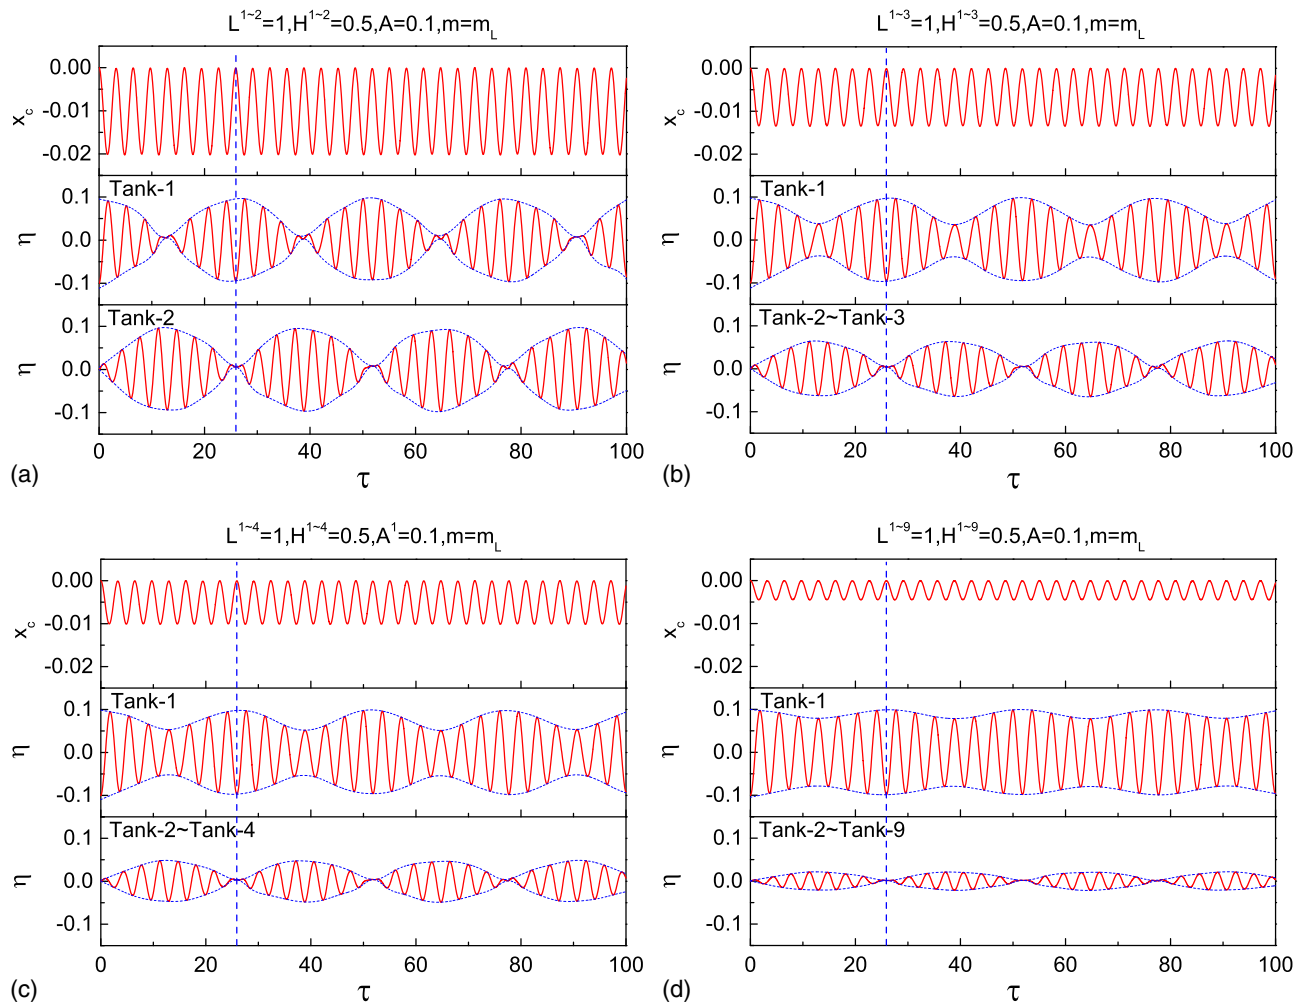 L¹~²=1,H¹~²=0.5,A=0.1,m=m_L
0.00
-0.01
-0.02
x_c
Tank-1
0.1
0.0
-0.1
η
Tank-2
0.1
0.0
-0.1
η
0 20 40 60 80 100
(a) τ
L¹~³=1,H¹~³=0.5,A=0.1,m=m_L
0.00
-0.01
-0.02
x_c
Tank-1
0.1
0.0
-0.1
η
Tank-2~Tank-3
0.1
0.0
-0.1
η
0 20 40 60 80 100
(b) τ
L¹~⁴=1,H¹~⁴=0.5,A¹=0.1,m=m_L
0.00
-0.01
-0.02
x_c
Tank-1
0.1
0.0
-0.1
η
Tank-2~Tank-4
0.1
0.0
-0.1
η
0 20 40 60 80 100
(c) τ
L¹~⁹=1,H¹~⁹=0.5,A=0.1,m=m_L
0.00
-0.01
-0.02
x_c
Tank-1
0.1
0.0
-0.1
η
Tank-2~Tank-9
0.1
0.0
-0.1
η
0 20 40 60 80 100
(d) τ